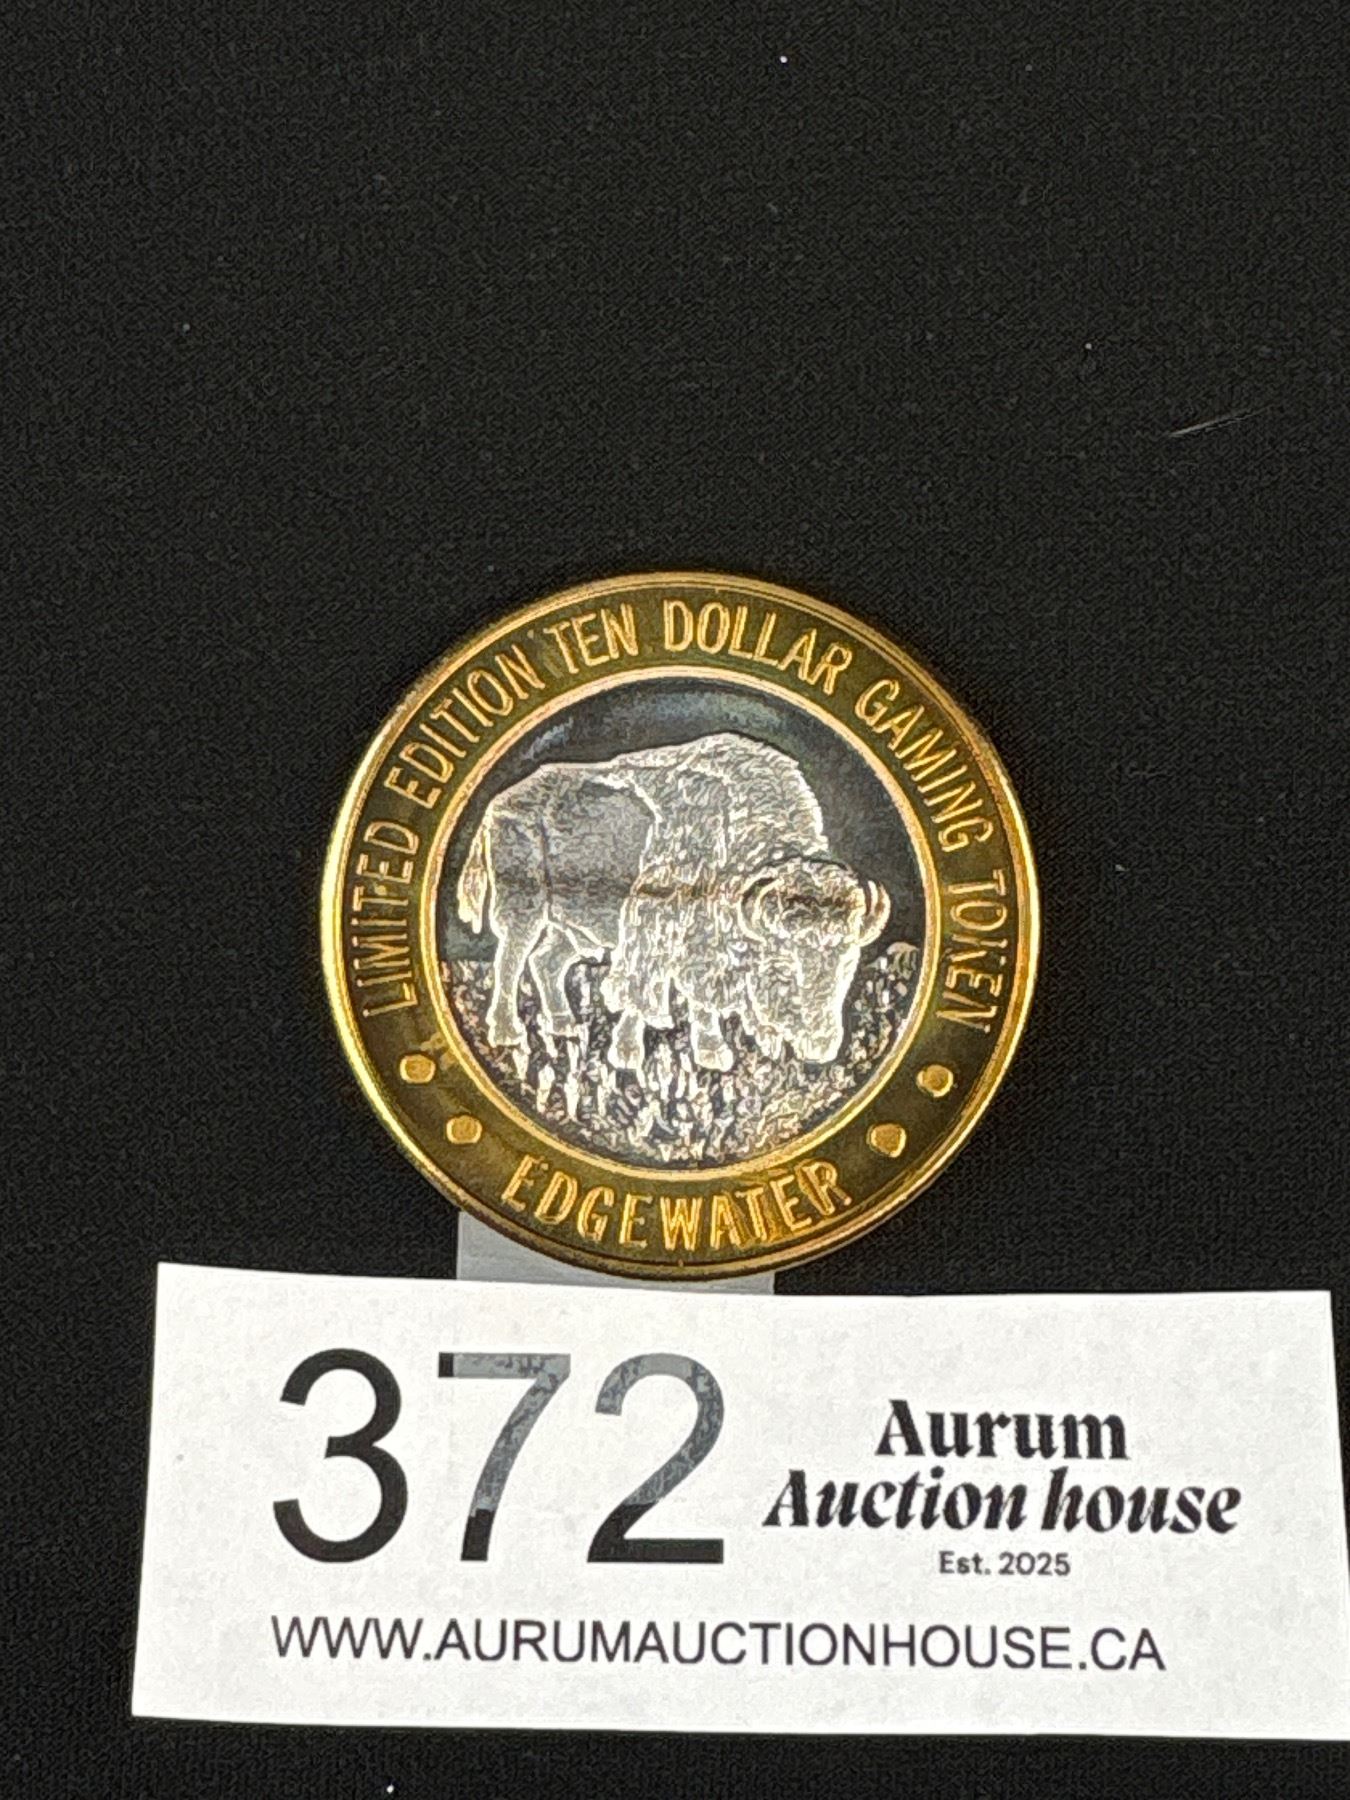 LIMITED EDITION TEN DOLLAR GAMING TOKEN
EDGEWATER
372
Aurum
Auction house
Est. 2025
WWW.AURUMAUCTIONHOUSE.CA